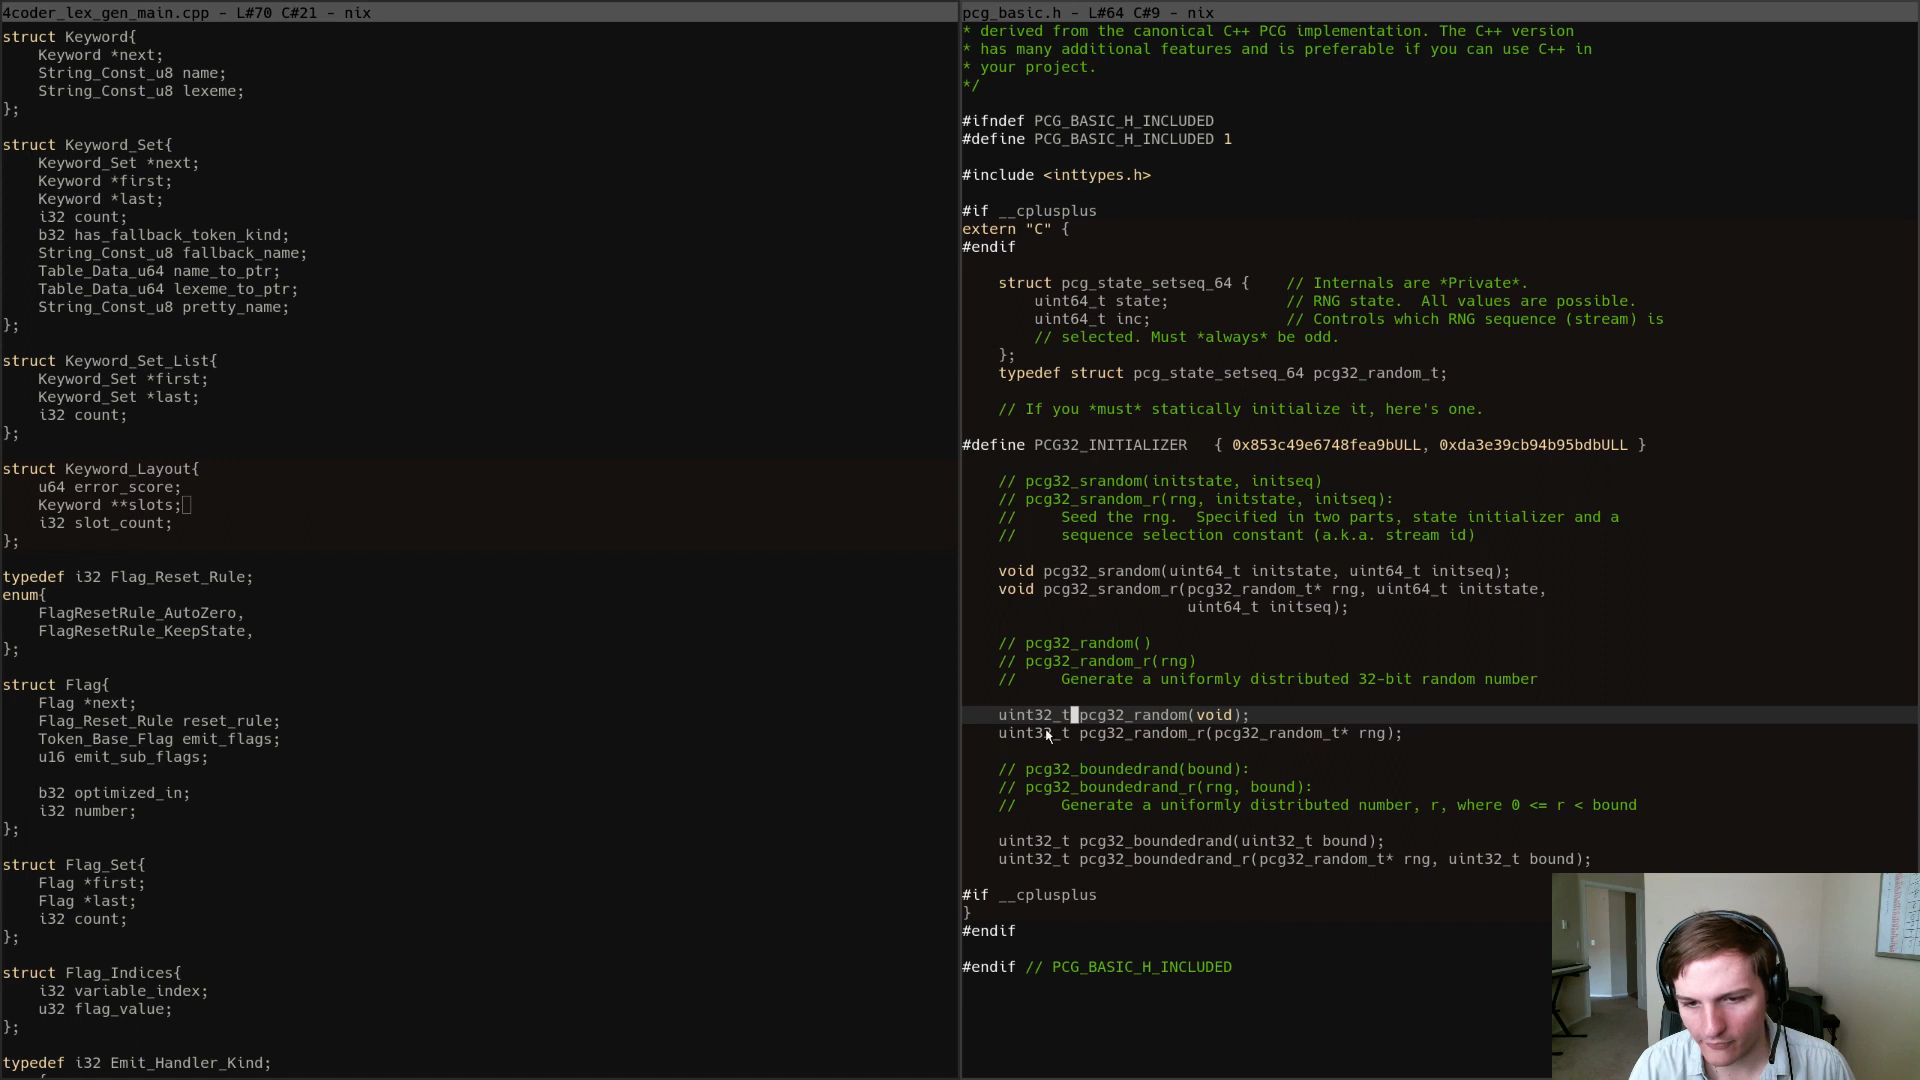 4coder_lex_gen_main.cpp - L#70 C#21 - nix
struct Keyword{
    Keyword *next;
    String_Const_u8 name;
    String_Const_u8 lexeme;
};

struct Keyword_Set{
    Keyword_Set *next;
    Keyword *first;
    Keyword *last;
    i32 count;
    b32 has_fallback_token_kind;
    String_Const_u8 fallback_name;
    Table_Data_u64 name_to_ptr;
    Table_Data_u64 lexeme_to_ptr;
    String_Const_u8 pretty_name;
};

struct Keyword_Set_List{
    Keyword_Set *first;
    Keyword_Set *last;
    i32 count;
};

struct Keyword_Layout{
    u64 error_score;
    Keyword **slots;
    i32 slot_count;
};

typedef i32 Flag_Reset_Rule;
enum{
    FlagResetRule_AutoZero,
    FlagResetRule_KeepState,
};

struct Flag{
    Flag *next;
    Flag_Reset_Rule reset_rule;
    Token_Base_Flag emit_flags;
    u16 emit_sub_flags;

    b32 optimized_in;
    i32 number;
};

struct Flag_Set{
    Flag *first;
    Flag *last;
    i32 count;
};

struct Flag_Indices{
    i32 variable_index;
    u32 flag_value;
};

typedef i32 Emit_Handler_Kind;
pcg_basic.h - L#64 C#9 - nix
* derived from the canonical C++ PCG implementation. The C++ version
* has many additional features and is preferable if you can use C++ in
* your project.
*/

#ifndef PCG_BASIC_H_INCLUDED
#define PCG_BASIC_H_INCLUDED 1

#include <inttypes.h>

#if __cplusplus
extern "C" {
#endif

    struct pcg_state_setseq_64 {    // Internals are *Private*.
        uint64_t state;             // RNG state.  All values are possible.
        uint64_t inc;               // Controls which RNG sequence (stream) is
        // selected. Must *always* be odd.
    };
    typedef struct pcg_state_setseq_64 pcg32_random_t;

    // If you *must* statically initialize it, here's one.

#define PCG32_INITIALIZER   { 0x853c49e6748fea9bULL, 0xda3e39cb94b95bdbULL }

    // pcg32_srandom(initstate, initseq)
    // pcg32_srandom_r(rng, initstate, initseq):
    //     Seed the rng.  Specified in two parts, state initializer and a
    //     sequence selection constant (a.k.a. stream id)

    void pcg32_srandom(uint64_t initstate, uint64_t initseq);
    void pcg32_srandom_r(pcg32_random_t* rng, uint64_t initstate,
                         uint64_t initseq);

    // pcg32_random()
    // pcg32_random_r(rng)
    //     Generate a uniformly distributed 32-bit random number

    uint32_t pcg32_random(void);
    uint32_t pcg32_random_r(pcg32_random_t* rng);

    // pcg32_boundedrand(bound):
    // pcg32_boundedrand_r(rng, bound):
    //     Generate a uniformly distributed number, r, where 0 <= r < bound

    uint32_t pcg32_boundedrand(uint32_t bound);
    uint32_t pcg32_boundedrand_r(pcg32_random_t* rng, uint32_t bound);

#if __cplusplus
}
#endif

#endif // PCG_BASIC_H_INCLUDED